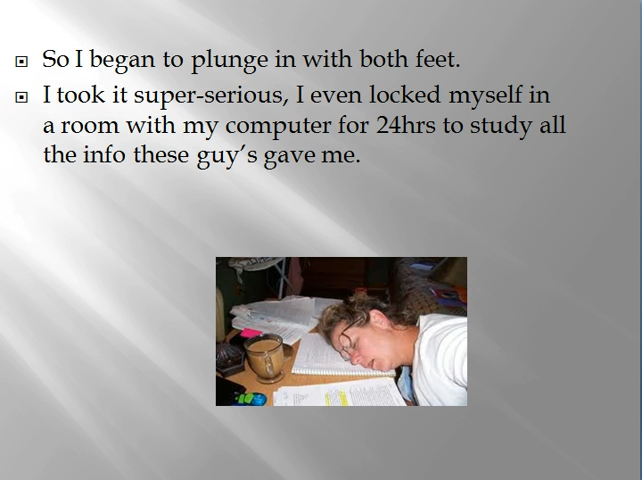 So I began to plunge in with both feet.
I took it super-serious, I even locked myself in
a room with my computer for 24hrs to study all
the info these guy’s gave me.